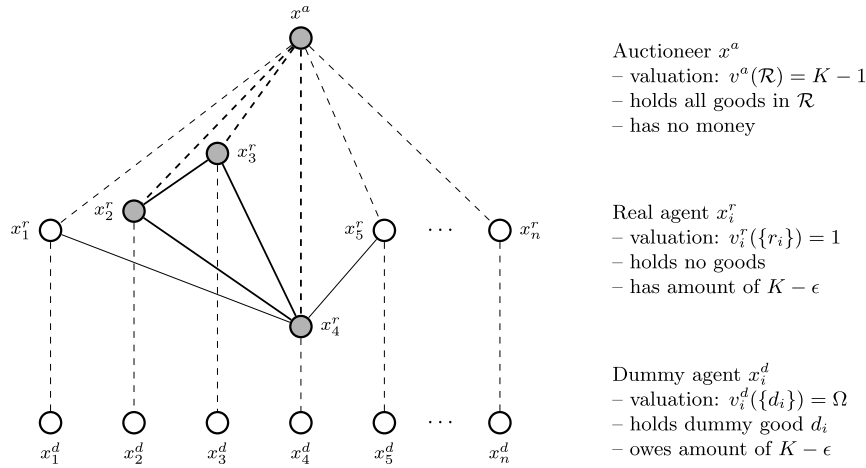 x^a
Auctioneer x^a
– valuation: v^a(ℛ) = K − 1
– holds all goods in ℛ
– has no money
x_3^r
x_2^r
x_1^r
x_5^r
···
x_n^r
Real agent x_i^r
– valuation: v_i^r({r_i}) = 1
– holds no goods
– has amount of K − ϵ
x_4^r
Dummy agent x_i^d
– valuation: v_i^d({d_i}) = Ω
– holds dummy good d_i
– owes amount of K − ϵ
···
x_1^d x_2^d x_3^d x_4^d x_5^d x_n^d